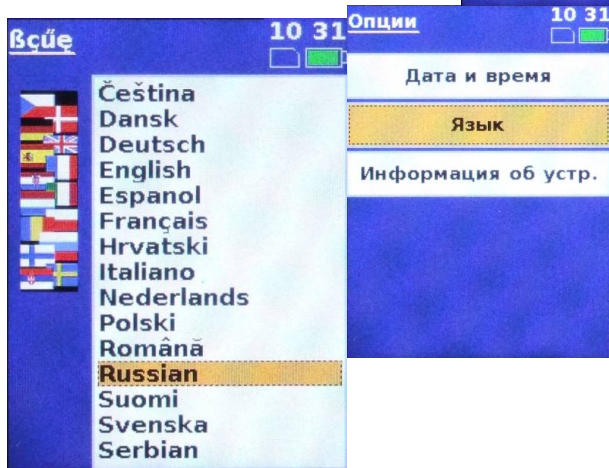 ßçűę
10 31
Čeština
Dansk
Deutsch
English
Espanol
Français
Hrvatski
Italiano
Nederlands
Polski
Română
Russian
Suomi
Svenska
Serbian
Опции
10 31
Дата и время
Язык
Информация об устр.